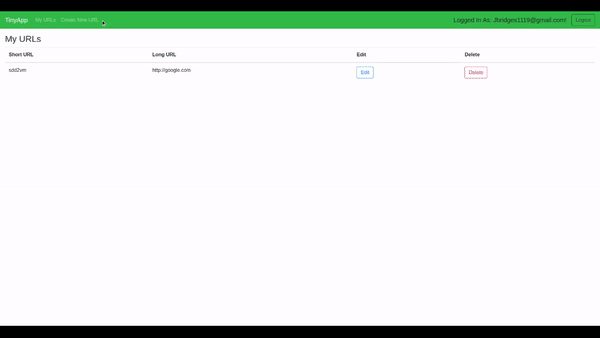 TinyApp My URLs Create New URL Logged In As: Jbridges1119@gmail.com! Logout
My URLs
Short URL Long URL Edit Delete
sdd2vm http://google.com Edit Delete